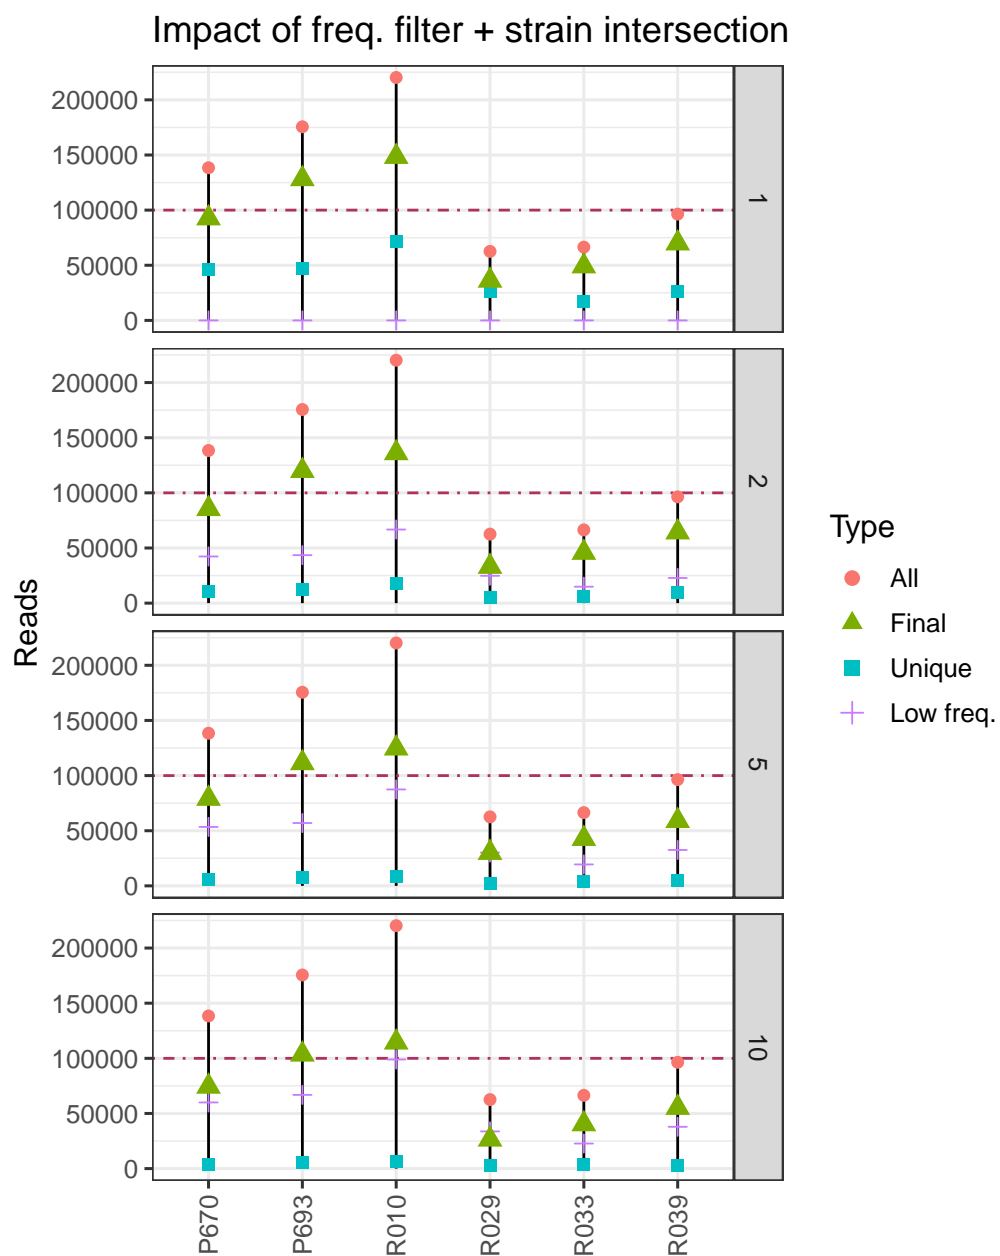 Impact of freq. filter + strain intersection
Reads
200000
150000
100000
50000
0
1
200000
150000
100000
50000
0
2
200000
150000
100000
50000
0
5
200000
150000
100000
50000
0
10
P670
P693
R010
R029
R033
R039
Type
All
Final
Unique
Low freq.